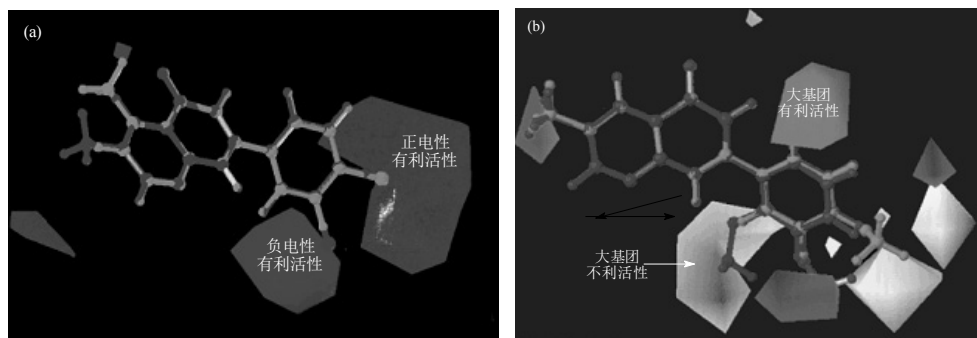 (a)
正电性
有利活性
负电性
有利活性
(b)
大基团
有利活性
大基团
不利活性